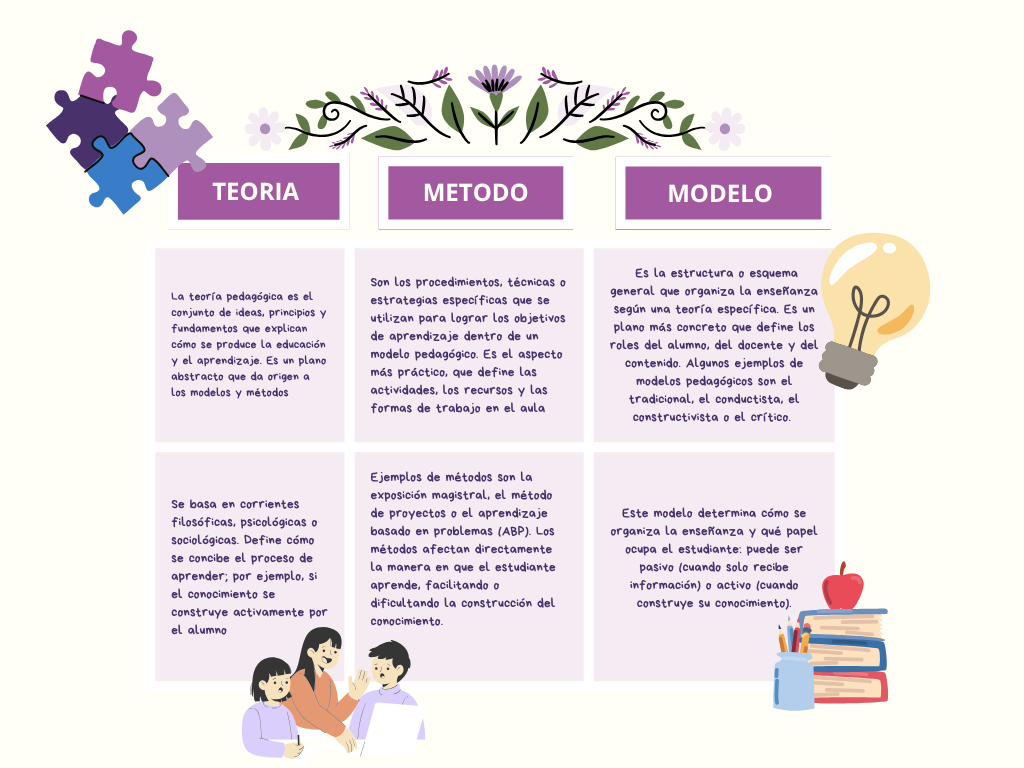 TEORIA
METODO
MODELO
La teoría pedagógica es el
conjunto de ideas, principios y
fundamentos que explican
cómo se produce la educación
y el aprendizaje. Es un plano
abstracto que da origen a
los modelos y métodos
Son los procedimientos, técnicas o
estrategias específicas que se
utilizan para lograr los objetivos
de aprendizaje dentro de un
modelo pedagógico. Es el aspecto
más práctico, que define las
actividades, los recursos y las
formas de trabajo en el aula
Es la estructura o esquema
general que organiza la enseñanza
según una teoría específica. Es un
plano más concreto que define los
roles del alumno, del docente y del
contenido. Algunos ejemplos de
modelos pedagógicos son el
tradicional, el conductista, el
constructivista o el crítico.
Se basa en corrientes
filosóficas, psicológicas o
sociológicas. Define cómo
se concibe el proceso de
aprender; por ejemplo, si
el conocimiento se
construye activamente por
el alumno
Ejemplos de métodos son la
exposición magistral, el método
de proyectos o el aprendizaje
basado en problemas (ABP). Los
métodos afectan directamente
la manera en que el estudiante
aprende, facilitando o
dificultando la construcción del
conocimiento.
Este modelo determina cómo se
organiza la enseñanza y qué papel
ocupa el estudiante: puede ser
pasivo (cuando solo recibe
información) o activo (cuando
construye su conocimiento).